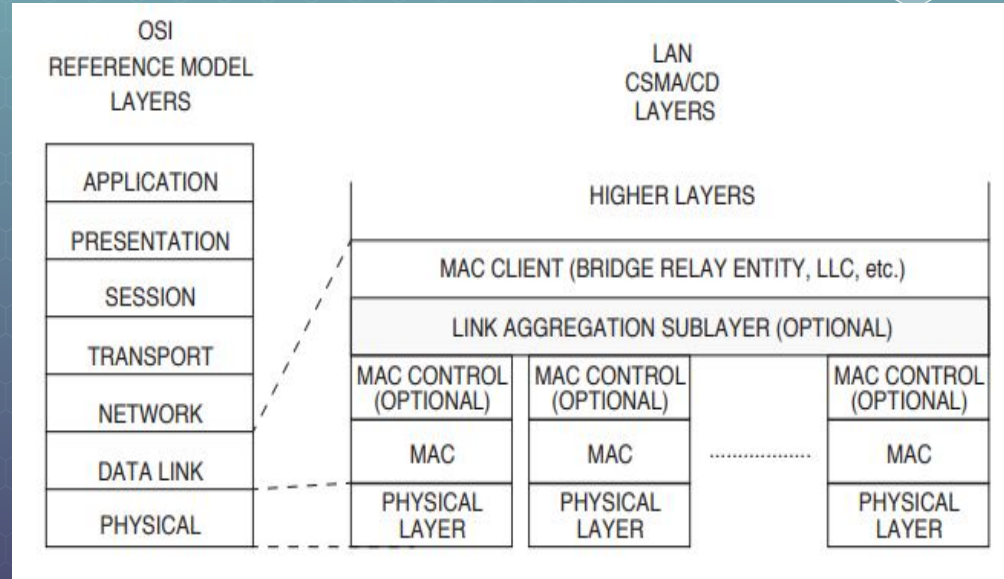 OSI
REFERENCE MODEL
LAYERS
APPLICATION
PRESENTATION
SESSION
TRANSPORT
NETWORK
DATA LINK
PHYSICAL
LAN
CSMA/CD
LAYERS
HIGHER LAYERS
MAC CLIENT (BRIDGE RELAY ENTITY, LLC, etc.)
LINK AGGREGATION SUBLAYER (OPTIONAL)
MAC CONTROL
(OPTIONAL)
MAC CONTROL
(OPTIONAL)
MAC CONTROL
(OPTIONAL)
MAC
MAC
MAC
PHYSICAL
LAYER
PHYSICAL
LAYER
PHYSICAL
LAYER